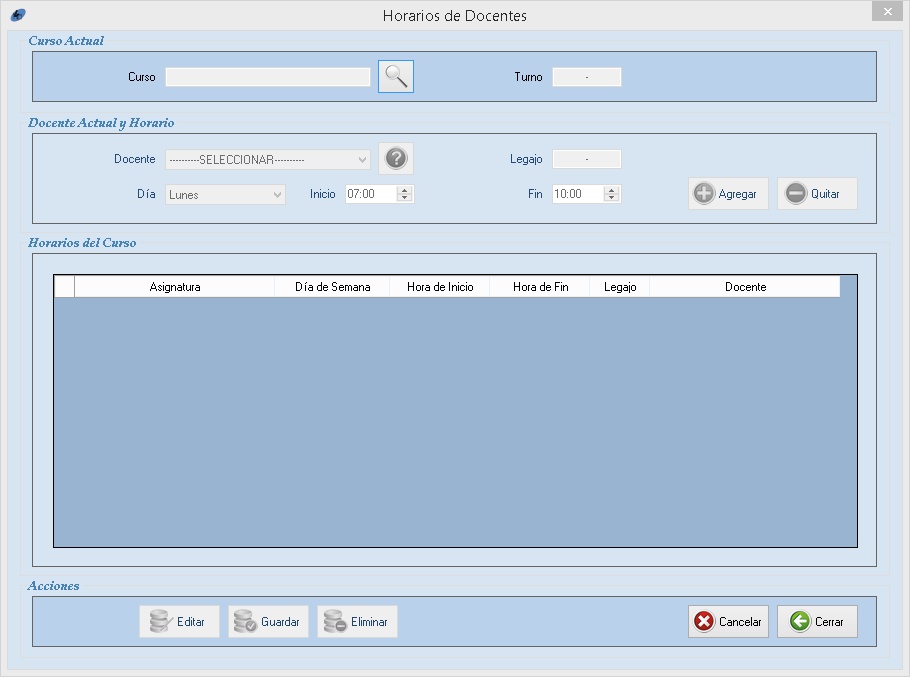 Horarios de Docentes
Curso Actual
Curso
Turno -
Docente Actual y Horario
Docente ----------SELECCIONAR---------- ?
Legajo -
Día Lunes Inicio 07:00 Fin 10:00 Agregar Quitar
Horarios del Curso
Asignatura Día de Semana Hora de Inicio Hora de Fin Legajo Docente
Acciones
Editar Guardar Eliminar Cancelar Cerrar